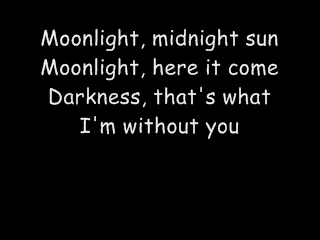 Moonlight, midnight sun
Moonlight, here it come
Darkness, that's what
I'm without you